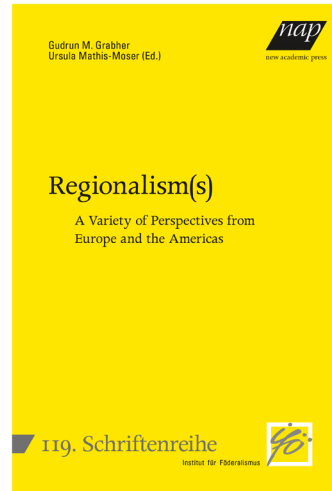 Gudrun M. Grabher
Ursula Mathis-Moser (Ed.)
nap
new academic press
Regionalism(s)
A Variety of Perspectives from
Europe and the Americas
119. Schriftenreihe
Institut für Föderalismus